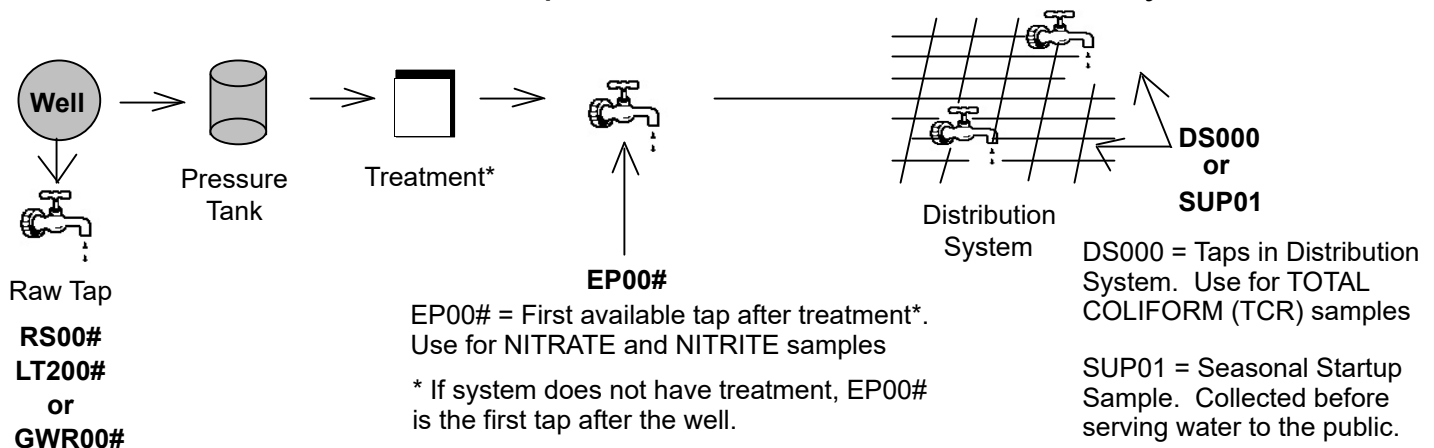 Well
Pressure
Tank
Treatment*
Raw Tap
RS00#
LT200#
or
GWR00#
EP00#
EP00# = First available tap after treatment*.
Use for NITRATE and NITRITE samples
* If system does not have treatment, EP00#
is the first tap after the well.
Distribution
System
DS000
or
SUP01
DS000 = Taps in Distribution
System. Use for TOTAL
COLIFORM (TCR) samples
SUP01 = Seasonal Startup
Sample. Collected before
serving water to the public.